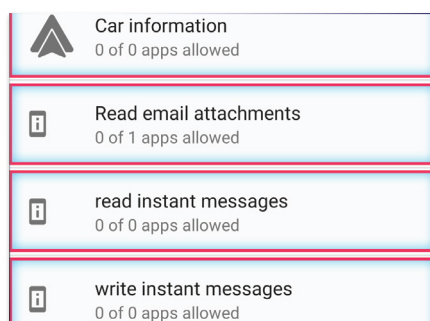 Car information
0 of 0 apps allowed
Read email attachments
0 of 1 apps allowed
read instant messages
0 of 0 apps allowed
write instant messages
0 of 0 apps allowed